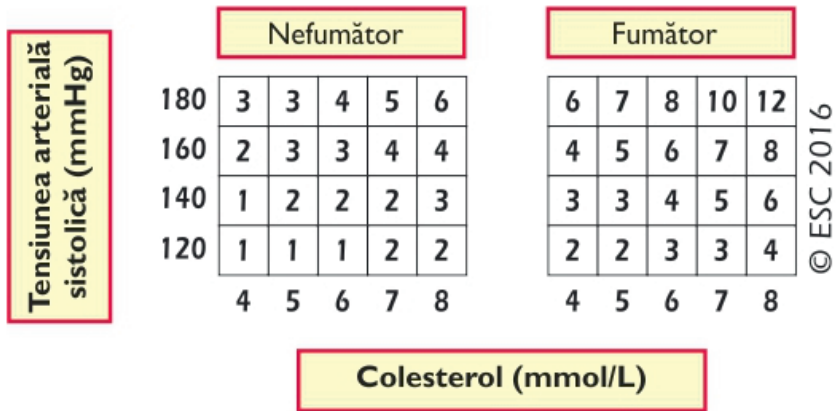 Nefumător Fumător
Tensiunea arterială
sistolică (mmHg)
180 3 3 4 5 6 6 7 8 10 12
160 2 3 3 4 4 4 5 6 7 8
140 1 2 2 2 3 3 3 4 5 6
120 1 1 1 2 2 2 2 3 3 4
4 5 6 7 8 4 5 6 7 8
© ESC 2016
Colesterol (mmol/L)